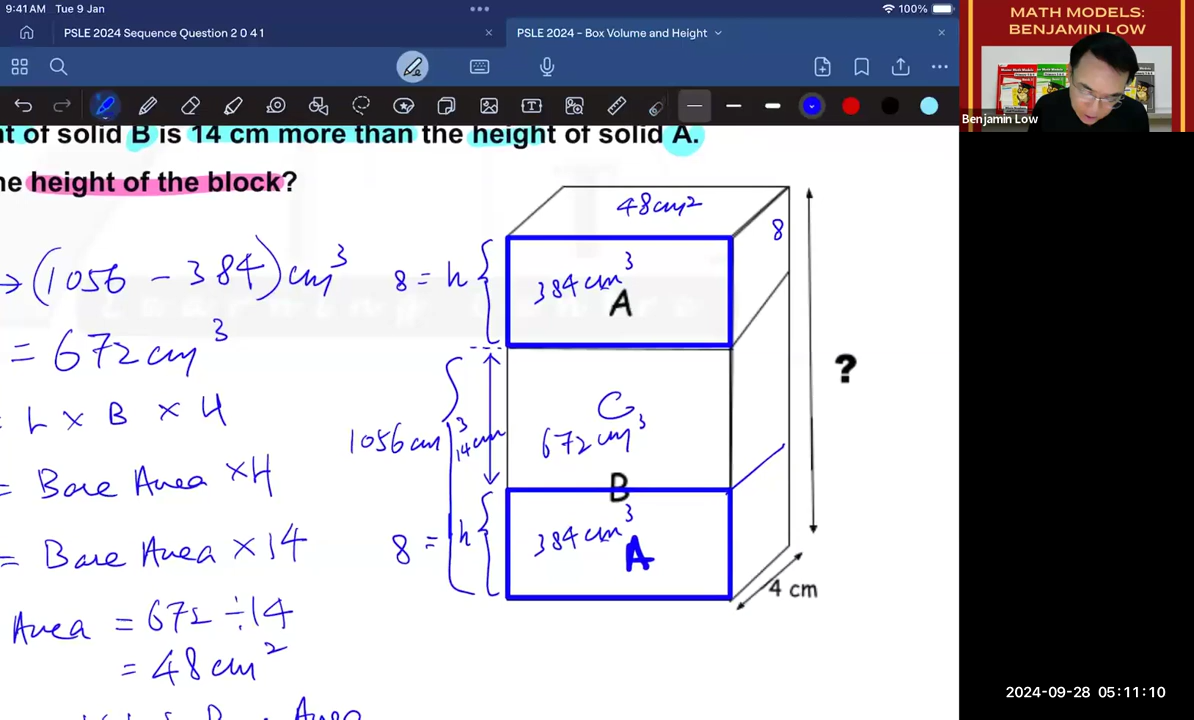 9:41 AM Tue 9 Jan
100%
PSLE 2024 Sequence Question 2 0 4 1
PSLE 2024 - Box Volume and Height
MATH MODELS:
BENJAMIN LOW
Benjamin Low
nt of solid B is 14 cm more than the height of solid A.
he height of the block?
→ (1056 - 384) cm³
= 672 cm³
= L × B × H
= Base Area × H
= Base Area × 14
Area = 672 ÷ 14
= 48 cm²
Area
48cm²
8
8 = h
384 cm³
A
?
C
672 cm³
1056 cm³
14 cm
B
8 = h
384 cm³
A
4 cm
2024-09-28 05:11:10